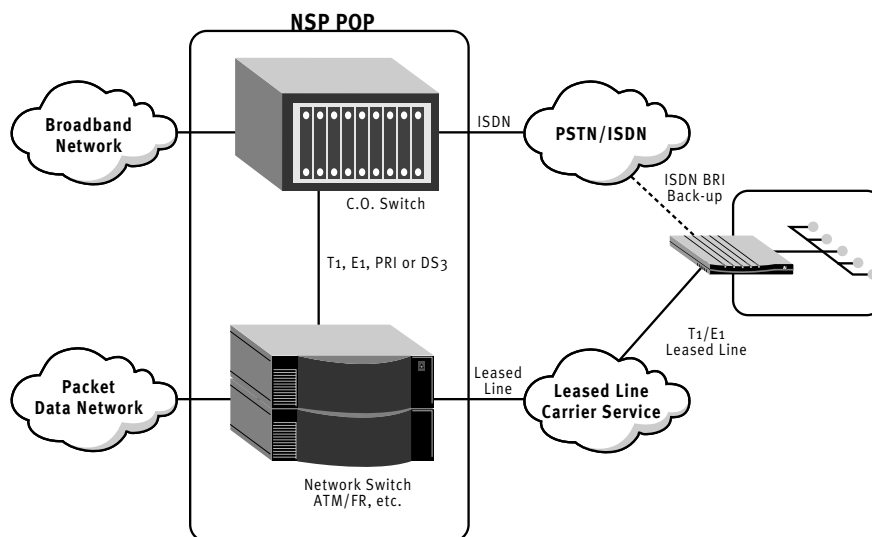 NSP POP
Broadband
Network
ISDN
PSTN/ISDN
C.O. Switch
ISDN BRI
Back-up
T1, E1, PRI or DS3
T1/E1
Leased Line
Packet
Data Network
Leased
Line
Leased Line
Carrier Service
Network Switch
ATM/FR, etc.